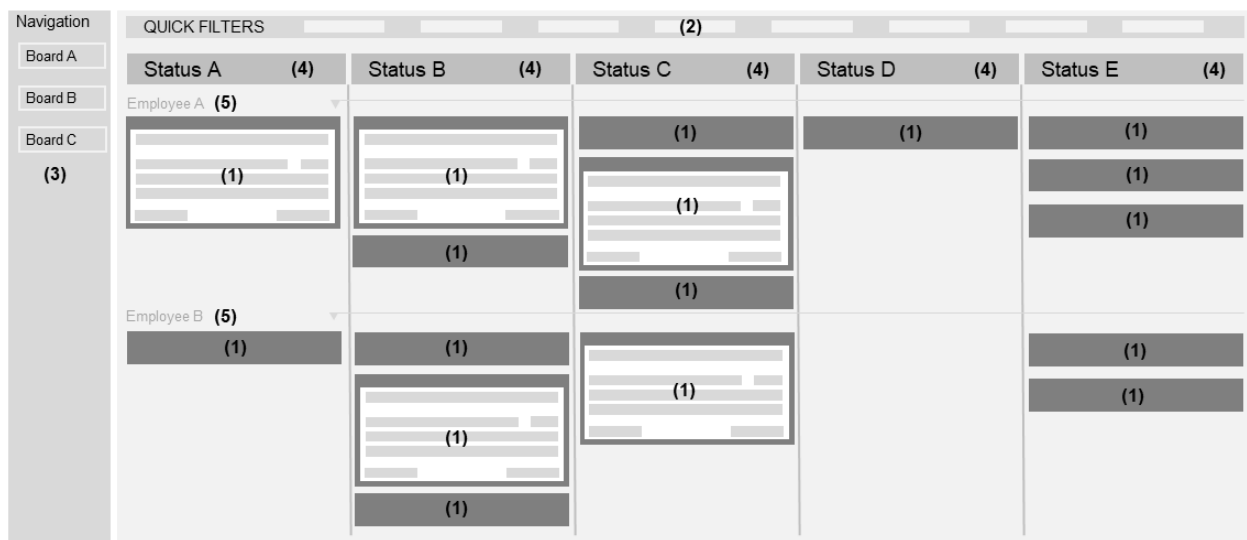 Navigation
Board A
Board B
Board C
(3)
QUICK FILTERS (2)
Status A (4) Status B (4) Status C (4) Status D (4) Status E (4)
Employee A (5)
(1) (1) (1)
(1) (1) (1)
(1)
(1)
(1)
(1)
(1)
(1)
Employee B (5)
(1) (1) (1)
(1) (1)
(1)
(1)